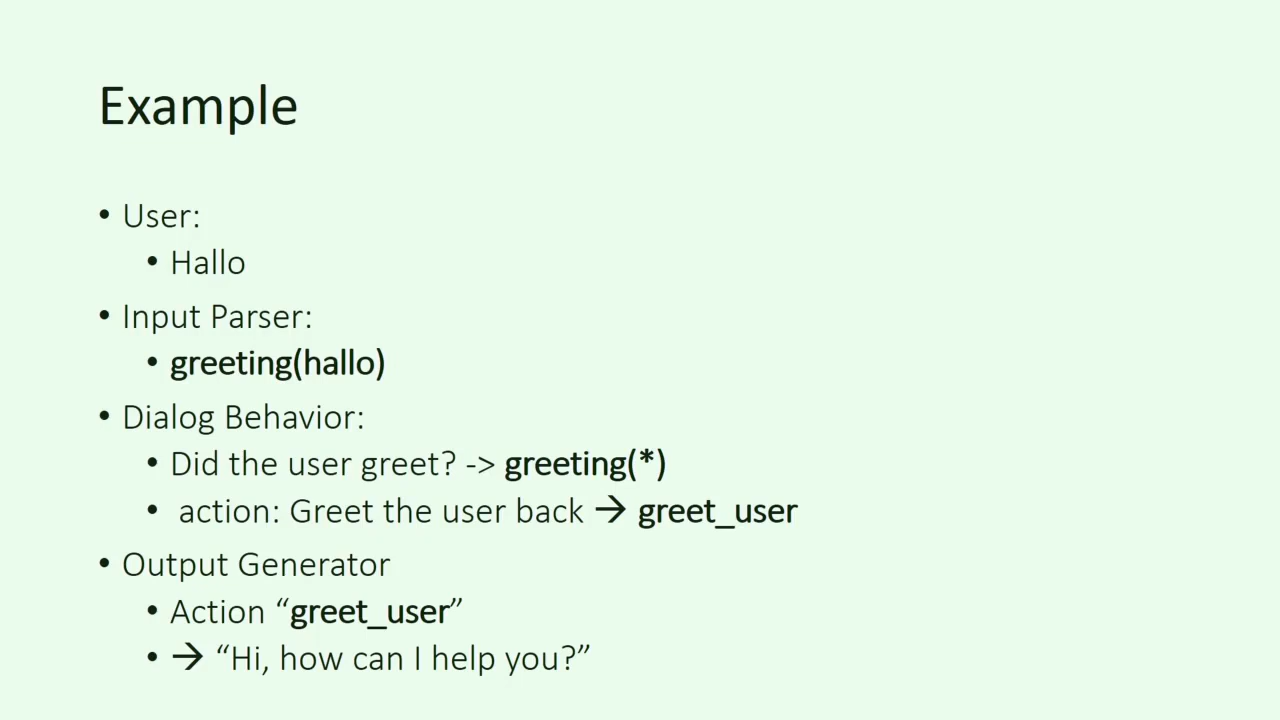 Example
• User:
• Hallo
• Input Parser:
• greeting(hallo)
• Dialog Behavior:
• Did the user greet? -> greeting(*)
• action: Greet the user back → greet_user
• Output Generator
• Action “greet_user”
• → “Hi, how can I help you?”